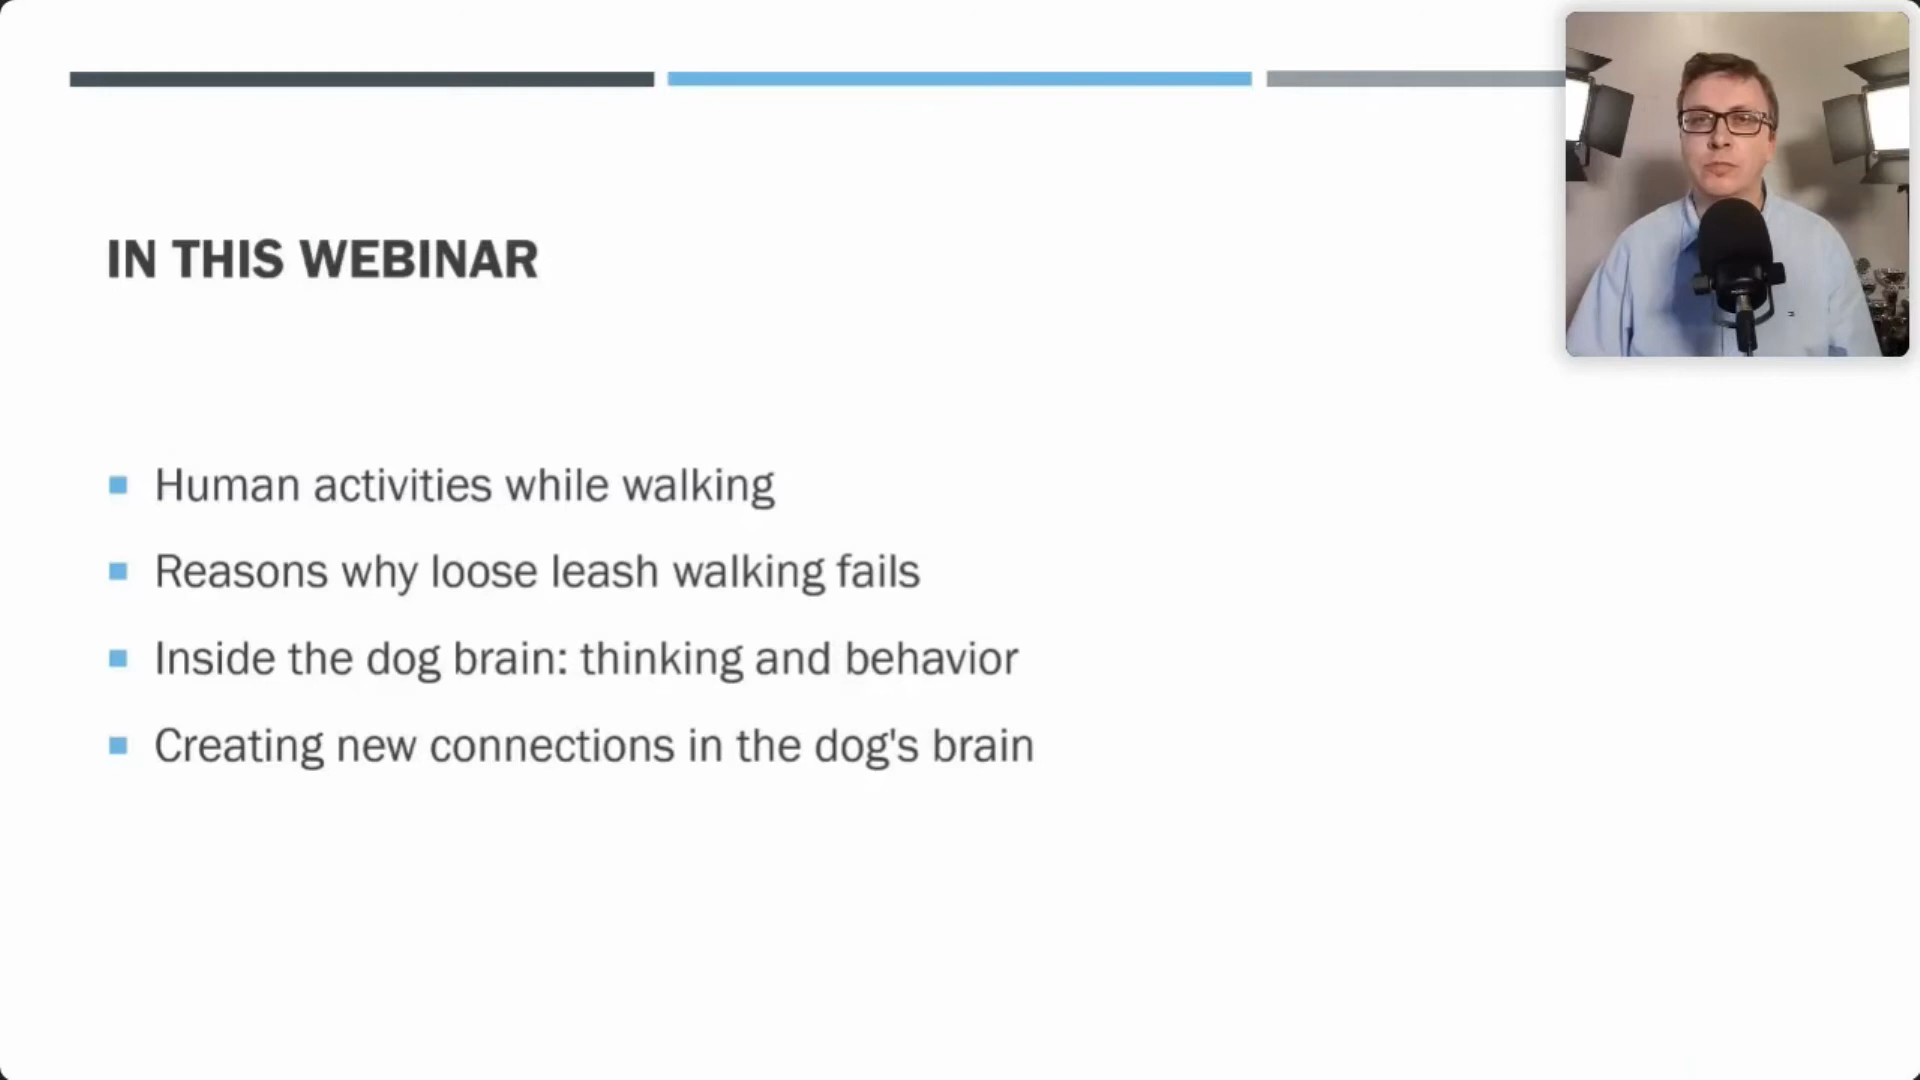 IN THIS WEBINAR
Human activities while walking
Reasons why loose leash walking fails
Inside the dog brain: thinking and behavior
Creating new connections in the dog's brain